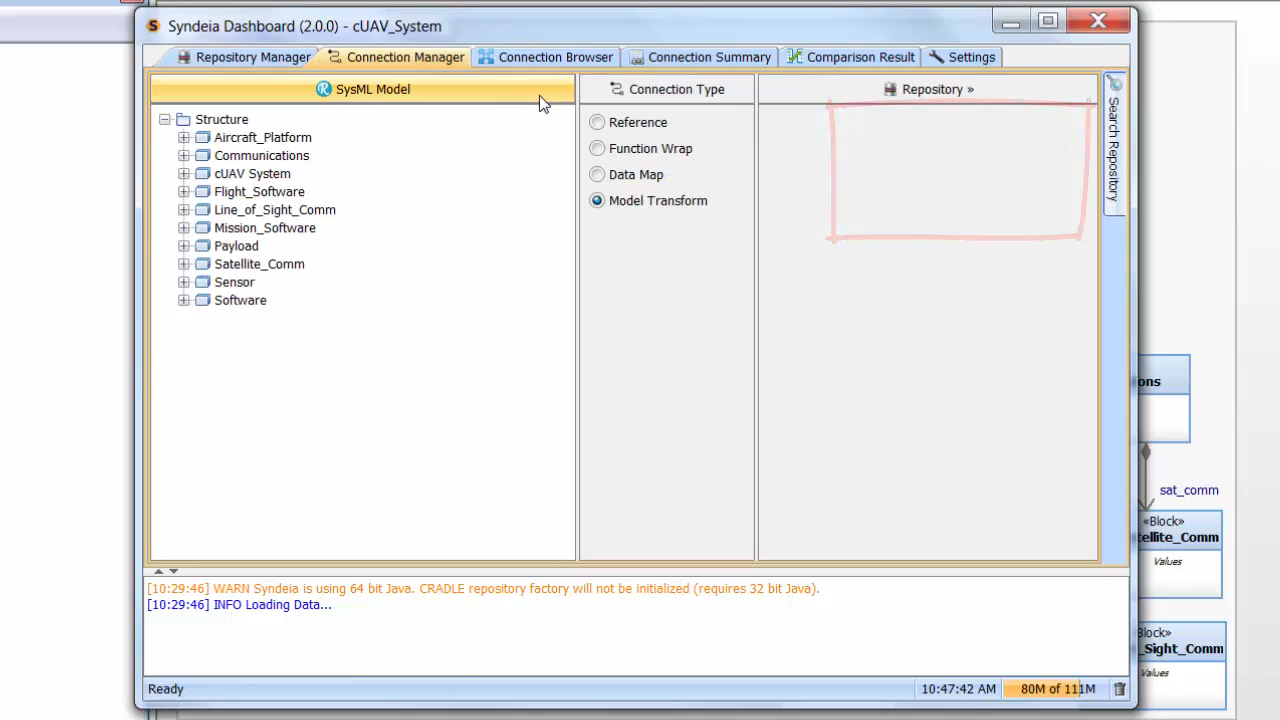 Syndeia Dashboard (2.0.0) - cUAV_System
Repository Manager Connection Manager Connection Browser Connection Summary Comparison Result Settings
SysML Model Connection Type Repository »
Search Repository
Structure
Aircraft_Platform
Communications
cUAV System
Flight_Software
Line_of_Sight_Comm
Mission_Software
Payload
Satellite_Comm
Sensor
Software
Reference
Function Wrap
Data Map
Model Transform
ons
sat_comm
«Block»
ellite_Comm
Values
Block»
_Sight_Comm
Values
[10:29:46] WARN Syndeia is using 64 bit Java. CRADLE repository factory will not be initialized (requires 32 bit Java).
[10:29:46] INFO Loading Data...
Ready 10:47:42 AM 80M of 111M